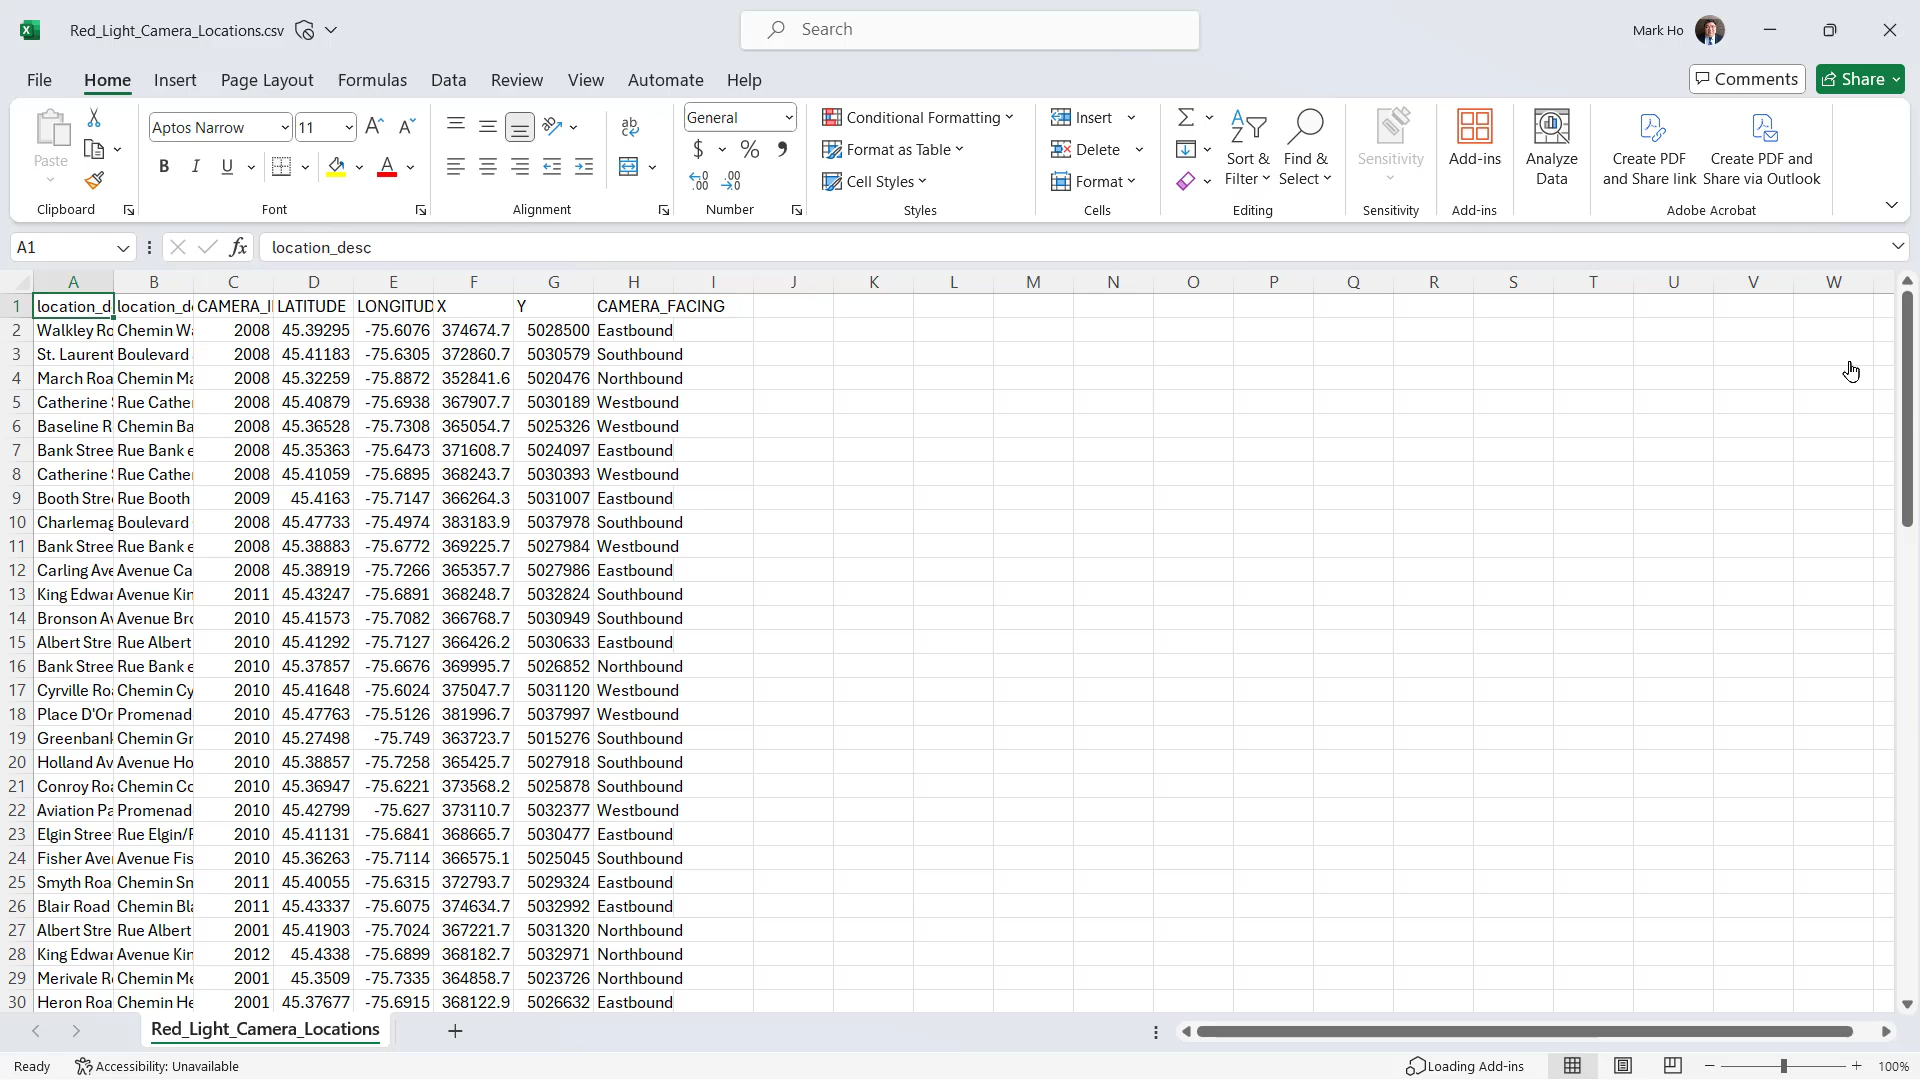 Red_Light_Camera_Locations.csv
Search
Mark Ho
File Home Insert Page Layout Formulas Data Review View Automate Help
Comments Share
Paste
Clipboard
Aptos Narrow 11
B I U
Font
Alignment
General
$ % 
Number
Conditional Formatting
Format as Table
Cell Styles
Styles
Insert
Delete
Format
Cells
Sort &
Filter
Find &
Select
Editing
Sensitivity
Sensitivity
Add-ins
Add-ins
Analyze
Data
Create PDF
and Share link
Create PDF and
Share via Outlook
Adobe Acrobat
A1 fx location_desc
A B C D E F G H I J K L M N O P Q R S T U V W
1 location_d location_de CAMERA_I LATITUDE LONGITUD X Y CAMERA_FACING
2 Walkley Ro Chemin Wa 2008 45.39295 -75.6076 374674.7 5028500 Eastbound
3 St. Laurent Boulevard 2008 45.41183 -75.6305 372860.7 5030579 Southbound
4 March Roa Chemin Ma 2008 45.32259 -75.8872 352841.6 5020476 Northbound
5 Catherine Rue Cather 2008 45.40879 -75.6938 367907.7 5030189 Westbound
6 Baseline R Chemin Ba 2008 45.36528 -75.7308 365054.7 5025326 Westbound
7 Bank Stree Rue Bank e 2008 45.35363 -75.6473 371608.7 5024097 Eastbound
8 Catherine Rue Cather 2008 45.41059 -75.6895 368243.7 5030393 Westbound
9 Booth Stre Rue Booth 2009 45.4163 -75.7147 366264.3 5031007 Eastbound
10 Charlemag Boulevard 2008 45.47733 -75.4974 383183.9 5037978 Southbound
11 Bank Stree Rue Bank e 2008 45.38883 -75.6772 369225.7 5027984 Westbound
12 Carling Ave Avenue Ca 2008 45.38919 -75.7266 365357.7 5027986 Eastbound
13 King Edwar Avenue Kin 2011 45.43247 -75.6891 368248.7 5032824 Southbound
14 Bronson Av Avenue Bro 2010 45.41573 -75.7082 366768.7 5030949 Southbound
15 Albert Stre Rue Albert 2010 45.41292 -75.7127 366426.2 5030633 Eastbound
16 Bank Stree Rue Bank e 2010 45.37857 -75.6676 369995.7 5026852 Northbound
17 Cyrville Roa Chemin Cy 2010 45.41648 -75.6024 375047.7 5031120 Westbound
18 Place D'Or Promenad 2010 45.47763 -75.5126 381996.7 5037997 Westbound
19 Greenbank Chemin Gr 2010 45.27498 -75.749 363723.7 5015276 Southbound
20 Holland Av Avenue Ho 2010 45.38857 -75.7258 365425.7 5027918 Southbound
21 Conroy Roa Chemin Co 2010 45.36947 -75.6221 373568.2 5025878 Southbound
22 Aviation Pa Promenad 2010 45.42799 -75.627 373110.7 5032377 Westbound
23 Elgin Stree Rue Elgin/P 2010 45.41131 -75.6841 368665.7 5030477 Eastbound
24 Fisher Ave Avenue Fis 2010 45.36263 -75.7114 366575.1 5025045 Southbound
25 Smyth Roa Chemin Sm 2011 45.40055 -75.6315 372793.7 5029324 Eastbound
26 Blair Road Chemin Bla 2011 45.43337 -75.6075 374634.7 5032992 Eastbound
27 Albert Stre Rue Albert 2001 45.41903 -75.7024 367221.7 5031320 Northbound
28 King Edwar Avenue Kin 2012 45.4338 -75.6899 368182.7 5032971 Northbound
29 Merivale R Chemin Me 2001 45.3509 -75.7335 364858.7 5023726 Northbound
30 Heron Roa Chemin He 2001 45.37677 -75.6915 368122.9 5026632 Eastbound
Red_Light_Camera_Locations
Ready Accessibility: Unavailable Loading Add-ins 100%